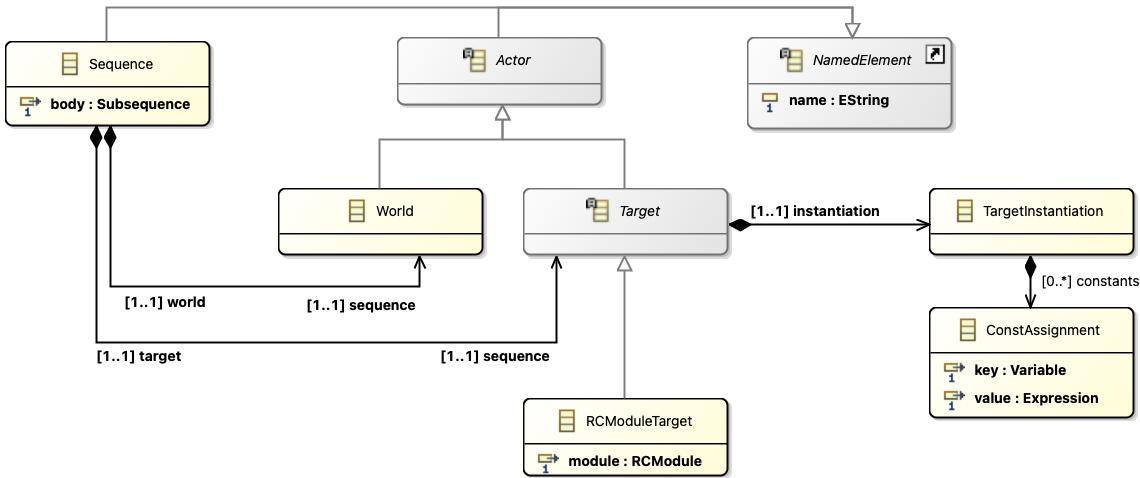 Sequence
body : Subsequence
1
Actor
NamedElement
name : EString
1
World
Target
[1..1] instantiation
TargetInstantiation
[1..1] world
[1..1] sequence
[0..*] constants
[1..1] target
[1..1] sequence
ConstAssignment
key : Variable
1
value : Expression
1
RCModuleTarget
module : RCModule
1